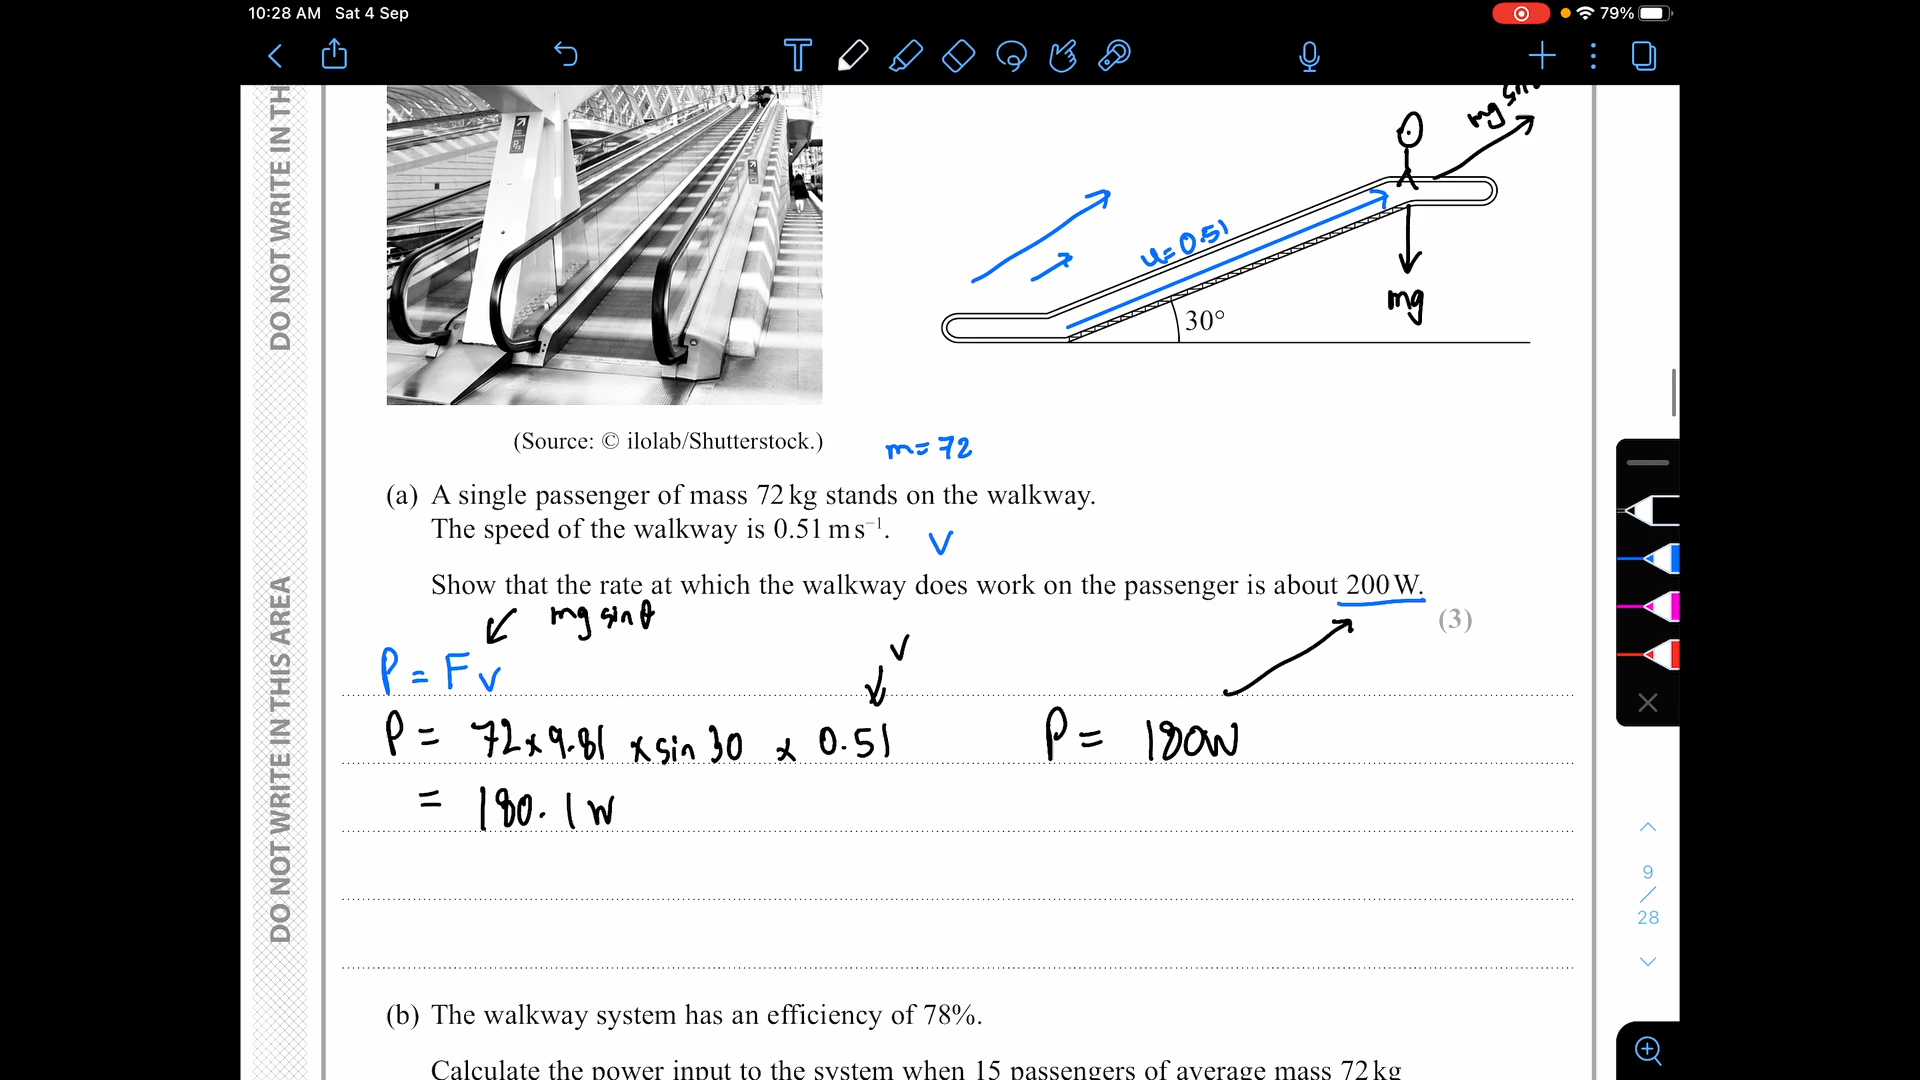 10:28 AM Sat 4 Sep
79%
DO NOT WRITE IN TH
DO NOT WRITE IN THIS AREA
mg
u=0.51
30°
mg
(Source: © ilolab/Shutterstock.)
m=72
(a) A single passenger of mass 72 kg stands on the walkway.
The speed of the walkway is 0.51 m s⁻¹.
V
Show that the rate at which the walkway does work on the passenger is about 200 W.
(3)
mg sinθ
P = Fv
V
P = 72×9.81 × sin 30 × 0.51
P = 180W
= 180.1W
9
/
28
(b) The walkway system has an efficiency of 78%.
Calculate the power input to the system when 15 passengers of average mass 72 kg